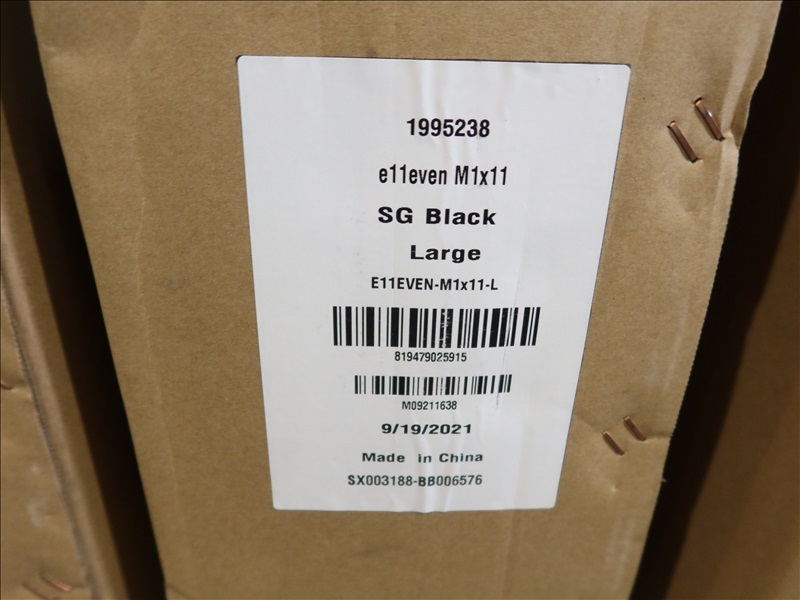 1995238
e11even M1x11
SG Black
Large
E11EVEN-M1x11-L
819479025915
M09211638
9/19/2021
Made in China
SX003188-BB006576